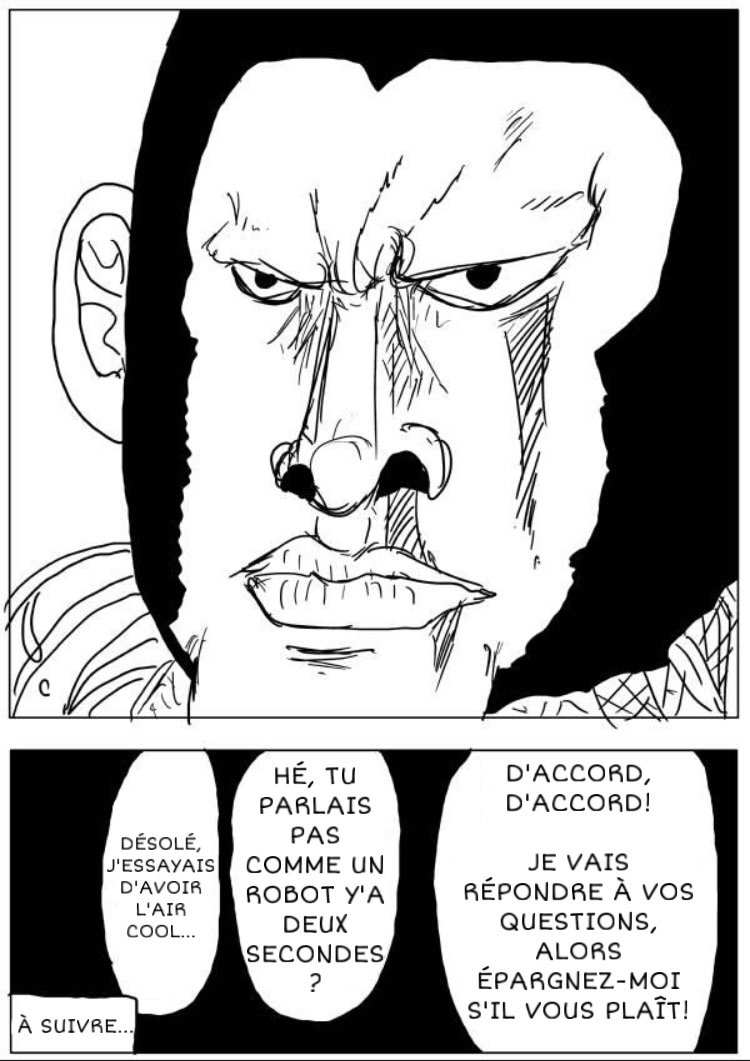 D'ACCORD,
D'ACCORD!
JE VAIS
RÉPONDRE À VOS
QUESTIONS,
ALORS
ÉPARGNEZ-MOI
S'IL VOUS PLAÎT!
HÉ, TU
PARLAIS
PAS
COMME UN
ROBOT Y'A
DEUX
SECONDES
?
DÉSOLÉ,
J'ESSAYAIS
D'AVOIR
L'AIR
COOL...
À SUIVRE...